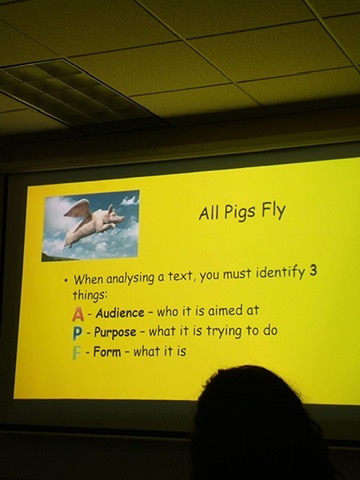 All Pigs Fly
• When analysing a text, you must identify 3
things:
A - Audience – who it is aimed at
P - Purpose – what it is trying to do
F - Form – what it is